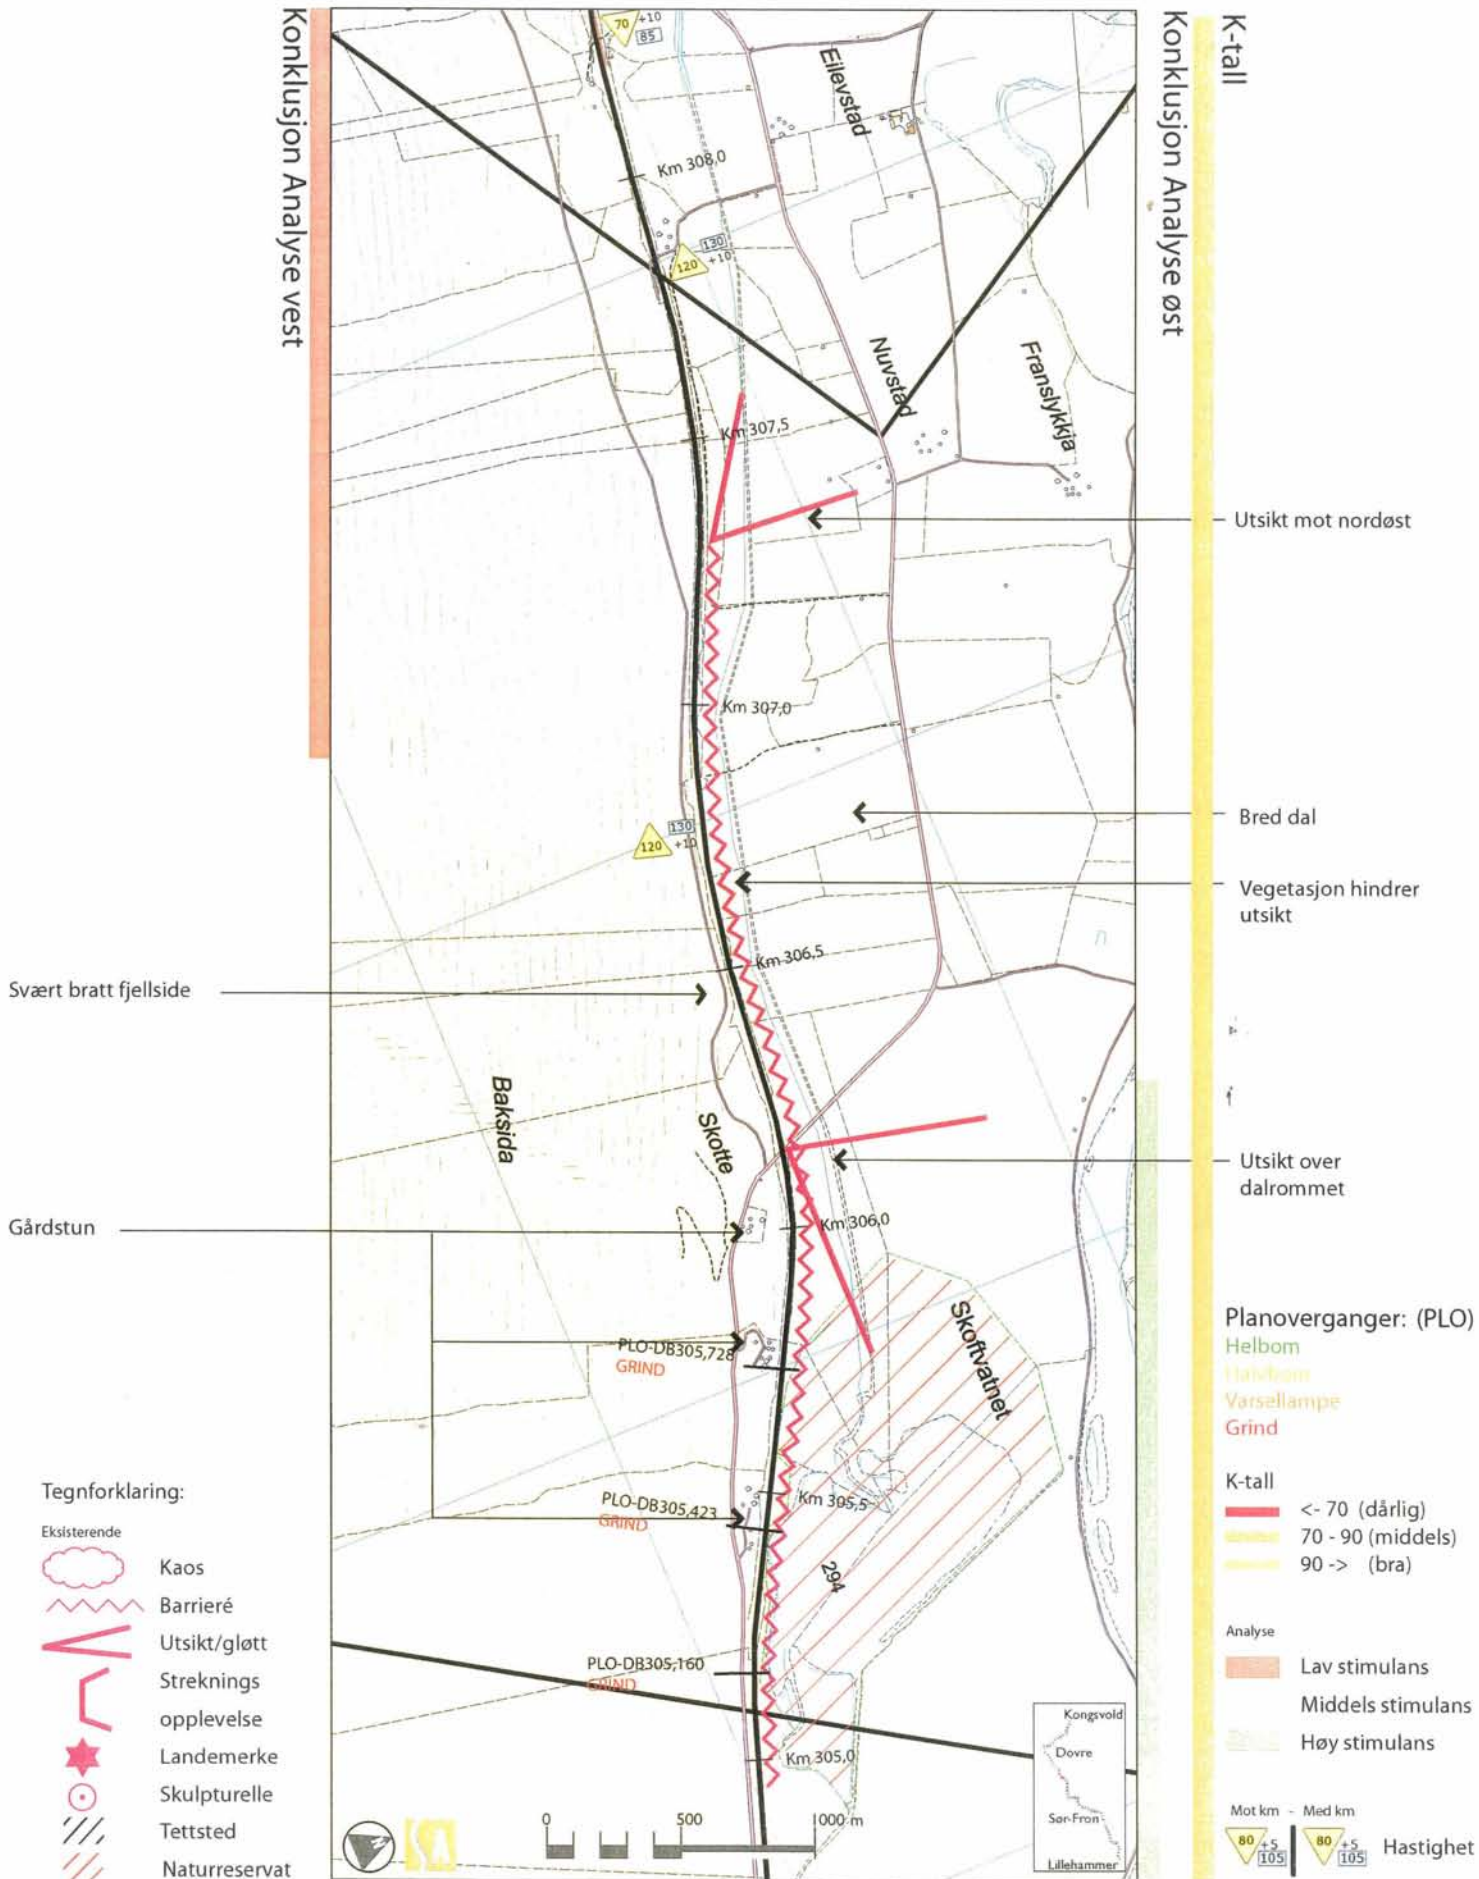 Konklusjon Analyse vest
Konklusjon Analyse øst
K-tall
70
+10
85
Eilevstad
Km 308,0
130
120
+10
Nuvstad
Franslykkja
Km 307,5
Utsikt mot nordøst
Km 307,0
Bred dal
130
120
+10
Vegetasjon hindrer
utsikt
Km 306,5
Svært bratt fjellside
Baksida
Skotte
Utsikt over
dalrommet
Gårdstun
Km 306,0
Skoftvatnet
PLO-DB305,728
GRIND
Km 305,5
PLO-DB305,423
GRIND
294
PLO-DB305,160
GRIND
Km 305,0
0
500
1000 m
Kongsvold
Dovre
Sør-Fron
Lillehammer
Tegnforklaring:
Eksisterende
Kaos
Barrieré
Utsikt/gløtt
Streknings
opplevelse
Landemerke
Skulpturelle
Tettsted
Naturreservat
Planoverganger: (PLO)
Helbom
Halvbom
Varsellampe
Grind
K-tall
<- 70 (dårlig)
70 - 90 (middels)
90 -> (bra)
Analyse
Lav stimulans
Middels stimulans
Høy stimulans
Mot km - Med km
80 +5 105
80 +5 105
Hastighet